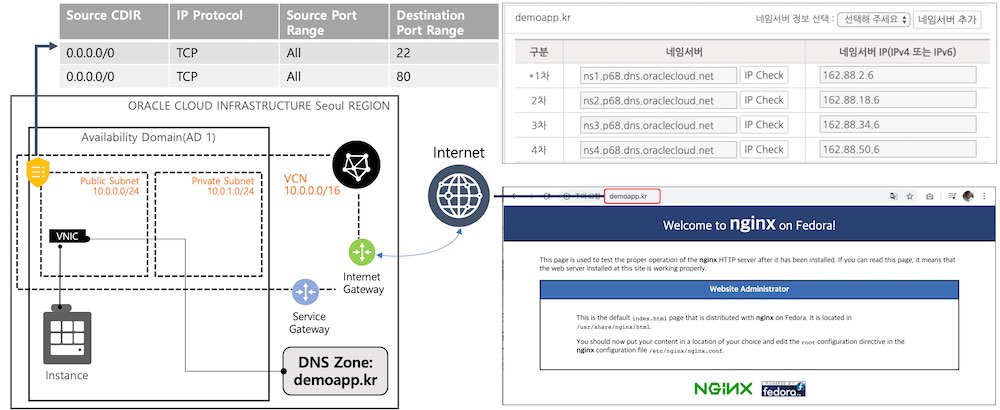 Source CDIR IP Protocol Source Port Range Destination Port Range
0.0.0.0/0 TCP All 22
0.0.0.0/0 TCP All 80
ORACLE CLOUD INFRASTRUCTURE Seoul REGION
Availability Domain(AD 1)
Public Subnet
10.0.0.0/24
Private Subnet
10.0.1.0/24
VCN
10.0.0.0/16
VNIC
Internet
Internet
Gateway
Service
Gateway
Instance
DNS Zone:
demoapp.kr
demoapp.kr 네임서버 정보 선택 : 선택해 주세요 네임서버 추가
구분 네임서버 네임서버 IP(IPv4 또는 IPv6)
*1차 ns1.p68.dns.oraclecloud.net IP Check 162.88.2.6
2차 ns2.p68.dns.oraclecloud.net IP Check 162.88.18.6
3차 ns3.p68.dns.oraclecloud.net IP Check 162.88.34.6
4차 ns4.p68.dns.oraclecloud.net IP Check 162.88.50.6
demoapp.kr
Welcome to nginx on Fedora!
This page is used to test the proper operation of the nginx HTTP server after it has been installed. If you can read this page, it means that
the web server installed at this site is working properly.
Website Administrator
This is the default index.html page that is distributed with nginx on Fedora. It is located in
/usr/share/nginx/html.
You should now put your content in a location of your choice and edit the root configuration directive in the
nginx configuration file /etc/nginx/nginx.conf.
NGINX
POWERED BY
fedora